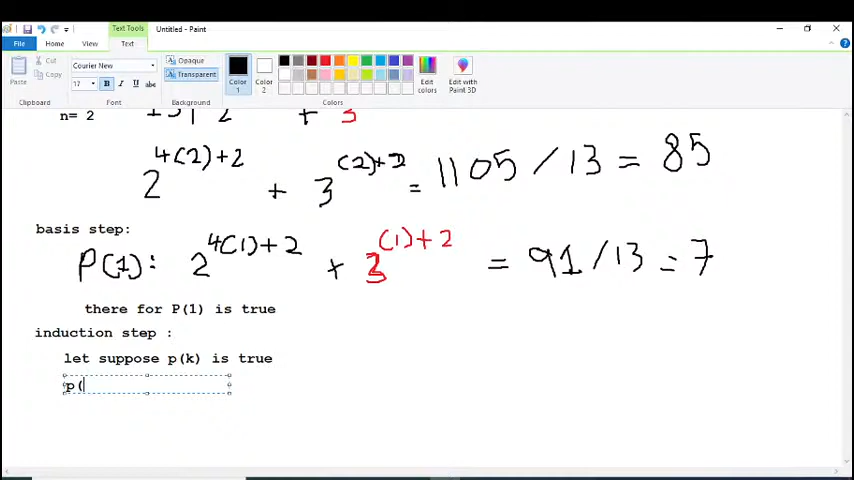 Text Tools
Untitled - Paint
File
Home
View
Text
Paste
Cut
Copy
Clipboard
Courier New
17
B
I
U
abc
Font
Opaque
Transparent
Background
Color
1
Color
2
Edit
colors
Edit with
Paint 3D
Colors
n= 2
2^4(2)+2 + 3^(2)+2 = 1105 / 13 = 85
basis step:
P(1): 2^4(1)+2 + 3^(1)+2 = 91 / 13 = 7
there for P(1) is true
induction step :
let suppose p(k) is true
p(